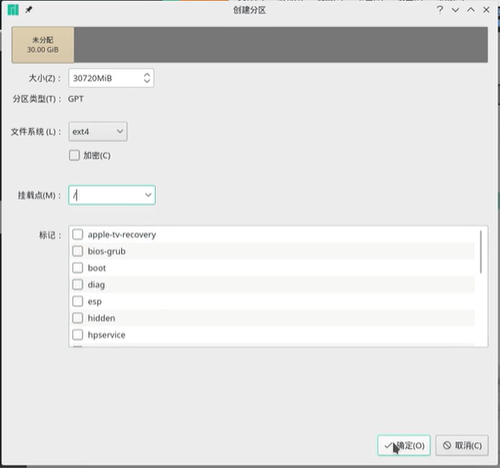 创建分区
未分配
30.00 GiB
大小(Z)： 30720MiB
分区类型(T)： GPT
文件系统 (L)： ext4
加密(C)
挂载点(M)： /
标记： apple-tv-recovery
bios-grub
boot
diag
esp
hidden
hpservice
确定(O) 取消(C)